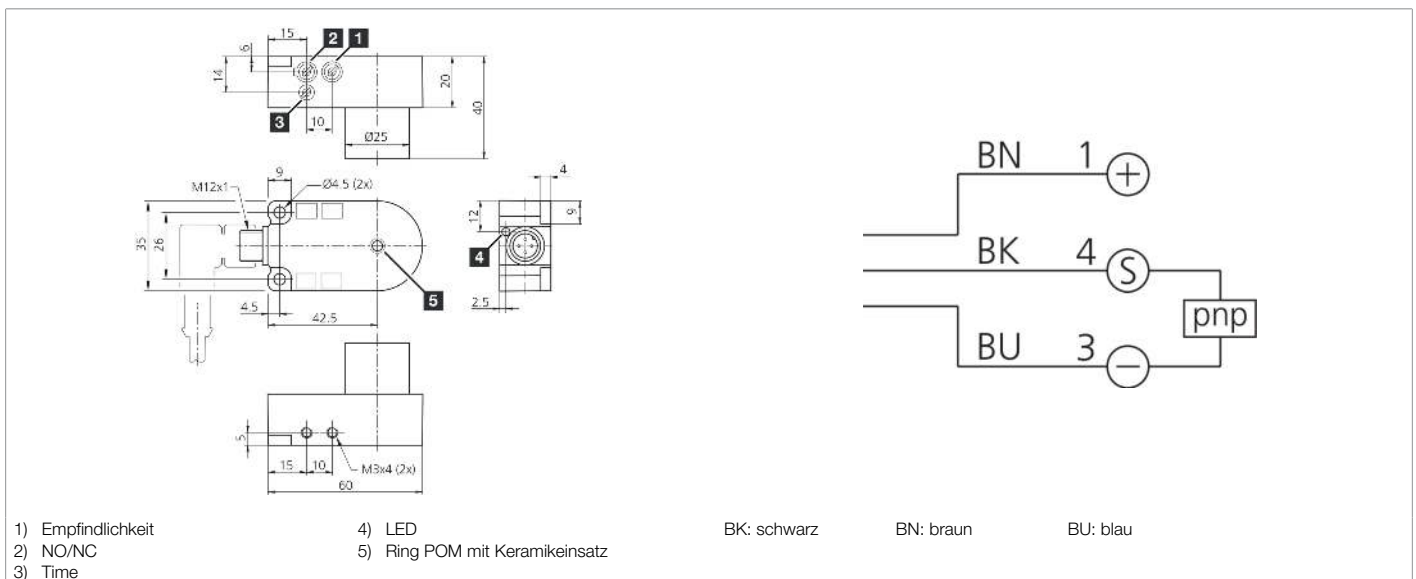 15
2 1
6
14
20
40
3
10
Ø25
9
M12x1
Ø4.5 (2x)
4
12
9
35
26
4
4.5
5
2.5
42.5
5
15
10
M3x4 (2x)
60
BN 1 +
BK 4 S
pnp
BU 3 −
1) Empfindlichkeit
2) NO/NC
3) Time
4) LED
5) Ring POM mit Keramikeinsatz
BK: schwarz BN: braun BU: blau